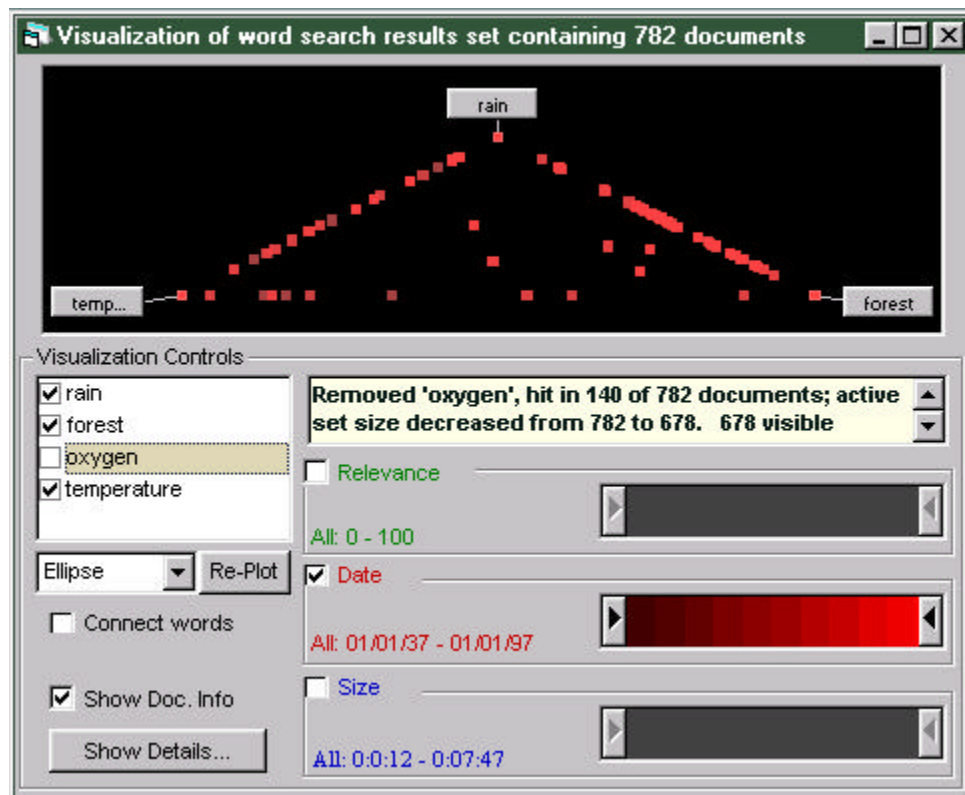 Visualization of word search results set containing 782 documents
rain
temp...
forest
Visualization Controls
rain
forest
oxygen
temperature
Removed 'oxygen', hit in 140 of 782 documents; active
set size decreased from 782 to 678.   678 visible
Relevance
All: 0 - 100
Ellipse
Re-Plot
Date
All: 01/01/37 - 01/01/97
Connect words
Size
All: 0:0:12 - 0:07:47
Show Doc. Info
Show Details...